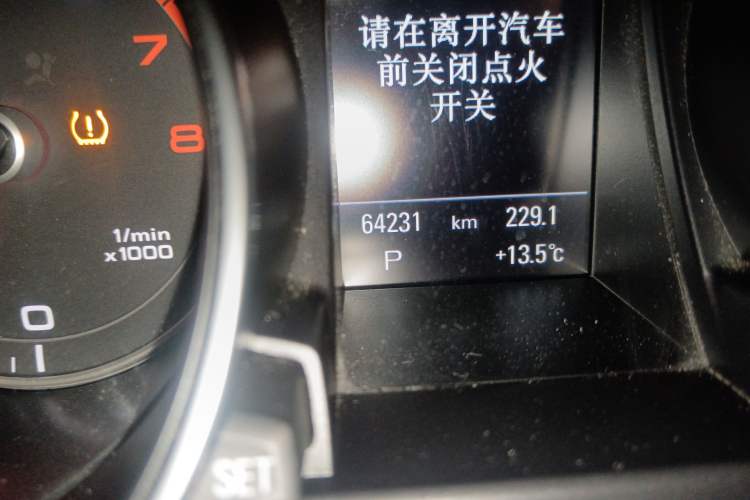 请在离开汽车
前关闭点火
开关
7
8
1/min
x1000
0
64231 km 229.1
P +13.5°C
SET